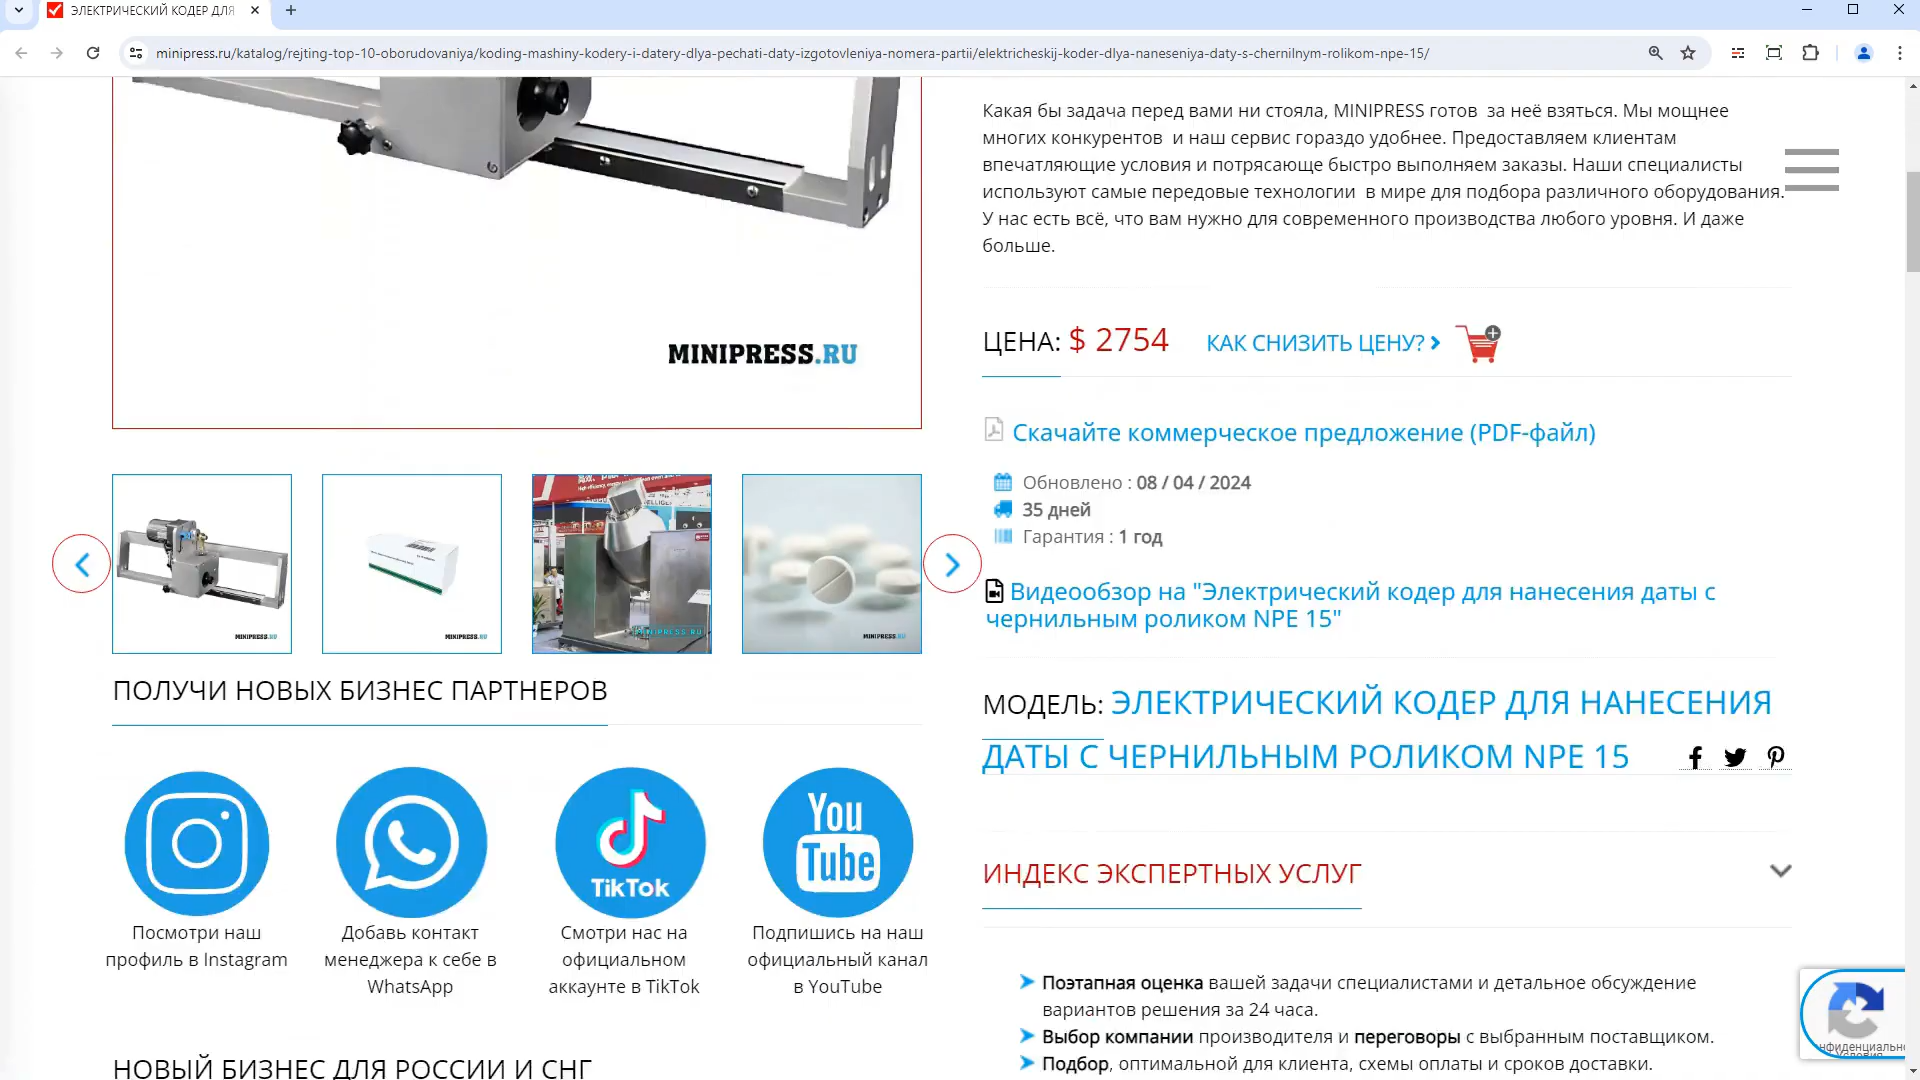 ЭЛЕКТРИЧЕСКИЙ КОДЕР ДЛЯ
minipress.ru/katalog/rejting-top-10-oborudovaniya/koding-mashiny-kodery-i-datery-dlya-pechati-daty-izgotovleniya-nomera-partii/elektricheskij-koder-dlya-naneseniya-daty-s-chernilnym-rolikom-npe-15/
MINIPRESS.RU
MINIPRESS.RU
MINIPRESS.RU
MINIPRESS.RU
MINIPRESS.RU
ПОЛУЧИ НОВЫХ БИЗНЕС ПАРТНЕРОВ
TikTok
You
Tube
Посмотри наш
профиль в Instagram
Добавь контакт
менеджера к себе в
WhatsApp
Смотри нас на
официальном
аккаунте в TikTok
Подпишись на наш
официальный канал
в YouTube
НОВЫЙ БИЗНЕС ДЛЯ РОССИИ И СНГ
Какая бы задача перед вами ни стояла, MINIPRESS готов за неё взяться. Мы мощнее
многих конкурентов и наш сервис гораздо удобнее. Предоставляем клиентам
впечатляющие условия и потрясающе быстро выполняем заказы. Наши специалисты
используют самые передовые технологии в мире для подбора различного оборудования.
У нас есть всё, что вам нужно для современного производства любого уровня. И даже
больше.
ЦЕНА: $ 2754 КАК СНИЗИТЬ ЦЕНУ?
Скачайте коммерческое предложение (PDF-файл)
Обновлено : 08 / 04 / 2024
35 дней
Гарантия : 1 год
Видеообзор на "Электрический кодер для нанесения даты с
чернильным роликом NPE 15"
МОДЕЛЬ: ЭЛЕКТРИЧЕСКИЙ КОДЕР ДЛЯ НАНЕСЕНИЯ
ДАТЫ С ЧЕРНИЛЬНЫМ РОЛИКОМ NPE 15
ИНДЕКС ЭКСПЕРТНЫХ УСЛУГ
Поэтапная оценка вашей задачи специалистами и детальное обсуждение
вариантов решения за 24 часа.
Выбор компании производителя и переговоры с выбранным поставщиком.
Подбор, оптимальной для клиента, схемы оплаты и сроков доставки.